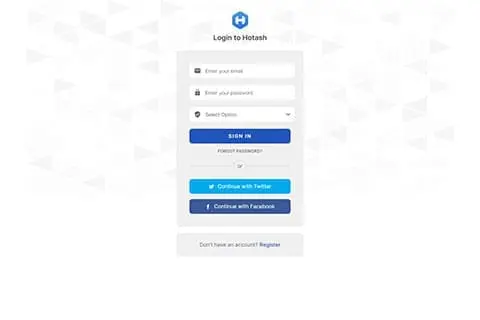 Login to Hotash
Enter your email
Enter your password
Select Option
SIGN IN
FORGOT PASSWORD?
or
Continue with Twitter
Continue with Facebook
Don't have an account? Register